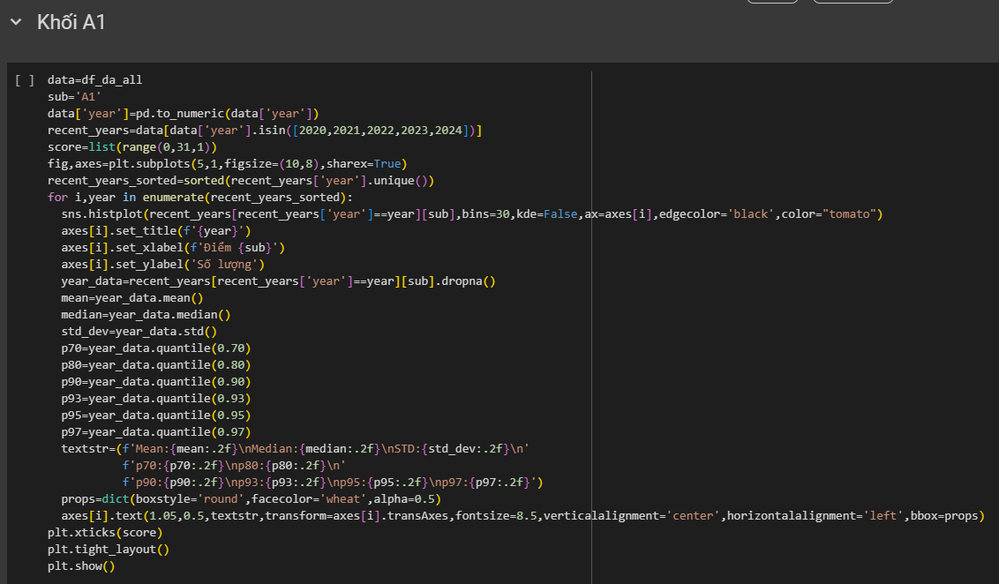 Khối A1
[ ] data=df_da_all
sub='A1'
data['year']=pd.to_numeric(data['year'])
recent_years=data[data['year'].isin([2020,2021,2022,2023,2024])]
score=list(range(0,31,1))
fig,axes=plt.subplots(5,1,figsize=(10,8),sharex=True)
recent_years_sorted=sorted(recent_years['year'].unique())
for i,year in enumerate(recent_years_sorted):
  sns.histplot(recent_years[recent_years['year']==year][sub],bins=30,kde=False,ax=axes[i],edgecolor='black',color="tomato")
  axes[i].set_title(f'{year}')
  axes[i].set_xlabel(f'Điểm {sub}')
  axes[i].set_ylabel('Số lượng')
  year_data=recent_years[recent_years['year']==year][sub].dropna()
  mean=year_data.mean()
  median=year_data.median()
  std_dev=year_data.std()
  p70=year_data.quantile(0.70)
  p80=year_data.quantile(0.80)
  p90=year_data.quantile(0.90)
  p93=year_data.quantile(0.93)
  p95=year_data.quantile(0.95)
  p97=year_data.quantile(0.97)
  textstr=(f'Mean:{mean:.2f}\nMedian:{median:.2f}\nSTD:{std_dev:.2f}\n'
           f'p70:{p70:.2f}\np80:{p80:.2f}\n'
           f'p90:{p90:.2f}\np93:{p93:.2f}\np95:{p95:.2f}\np97:{p97:.2f}')
  props=dict(boxstyle='round',facecolor='wheat',alpha=0.5)
  axes[i].text(1.05,0.5,textstr,transform=axes[i].transAxes,fontsize=8.5,verticalalignment='center',horizontalalignment='left',bbox=props)
plt.xticks(score)
plt.tight_layout()
plt.show()